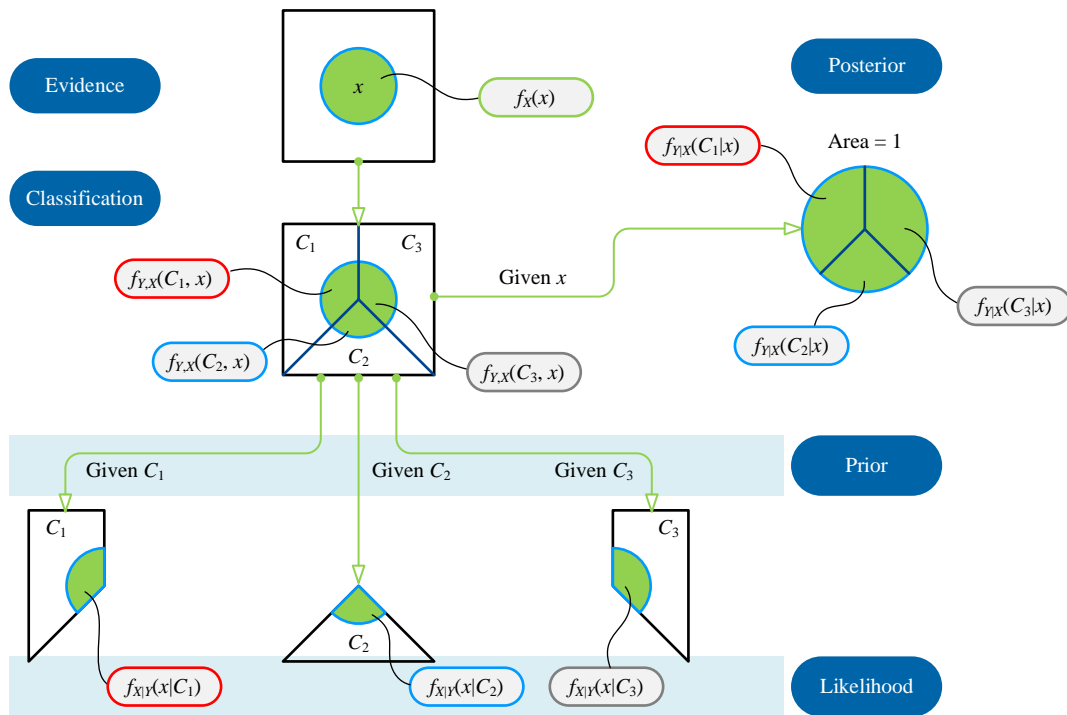 Evidence
x
f_X(x)
Posterior
f_{Y|X}(C_1|x)
Area = 1
Classification
C_1
C_3
f_{Y,X}(C_1, x)
Given x
f_{Y|X}(C_3|x)
f_{Y,X}(C_2, x)
C_2
f_{Y,X}(C_3, x)
f_{Y|X}(C_2|x)
Given C_1
Given C_2
Given C_3
Prior
C_1
C_3
C_2
f_{X|Y}(x|C_1)
f_{X|Y}(x|C_2)
f_{X|Y}(x|C_3)
Likelihood